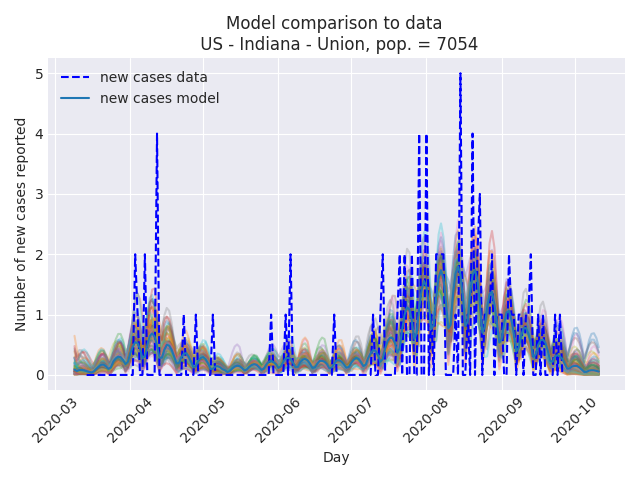 Model comparison to data
US - Indiana - Union, pop. = 7054
new cases data
new cases model
Number of new cases reported
5
4
3
2
1
0
2020-03
2020-04
2020-05
2020-06
2020-07
2020-08
2020-09
2020-10
Day